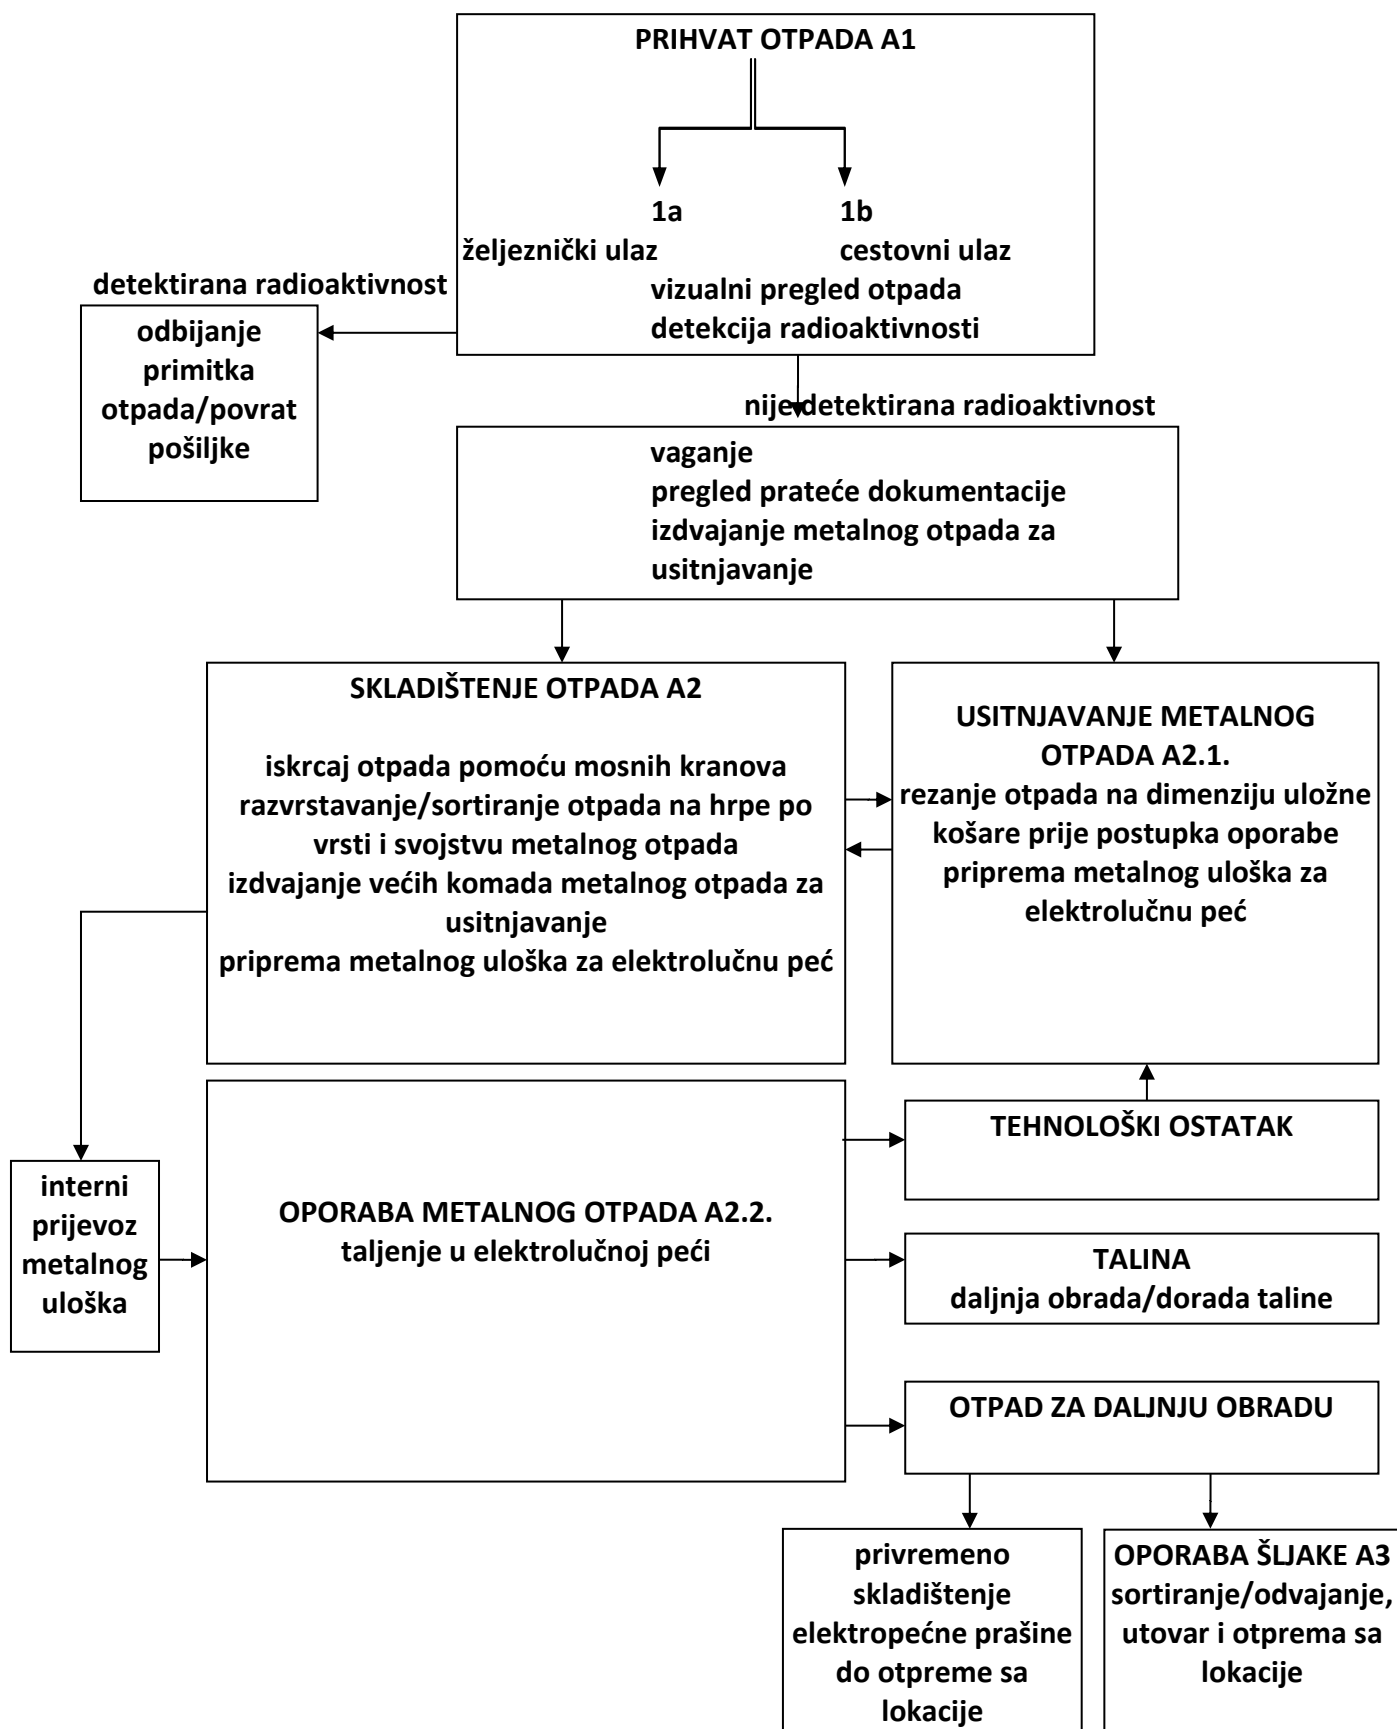 PRIHVAT OTPADA A1
1a
1b
željeznički ulaz
cestovni ulaz
vizualni pregled otpada
detekcija radioaktivnosti
detektirana radioaktivnost
odbijanje
primitka
otpada/povrat
pošiljke
nije detektirana radioaktivnost
vaganje
pregled prateće dokumentacije
izdvajanje metalnog otpada za
usitnjavanje
SKLADIŠTENJE OTPADA A2
iskrcaj otpada pomoću mosnih kranova
razvrstavanje/sortiranje otpada na hrpe po
vrsti i svojstvu metalnog otpada
izdvajanje većih komada metalnog otpada za
usitnjavanje
priprema metalnog uloška za elektrolučnu peć
USITNJAVANJE METALNOG
OTPADA A2.1.
rezanje otpada na dimenziju uložne
košare prije postupka oporabe
priprema metalnog uloška za
elektrolučnu peć
interni
prijevoz
metalnog
uloška
OPORABA METALNOG OTPADA A2.2.
taljenje u elektrolučnoj peći
TEHNOLOŠKI OSTATAK
TALINA
daljnja obrada/dorada taline
OTPAD ZA DALJNJU OBRADU
privremeno
skladištenje
elektropećne prašine
do otpreme sa
lokacije
OPORABA ŠLJAKE A3
sortiranje/odvajanje,
utovar i otprema sa
lokacije